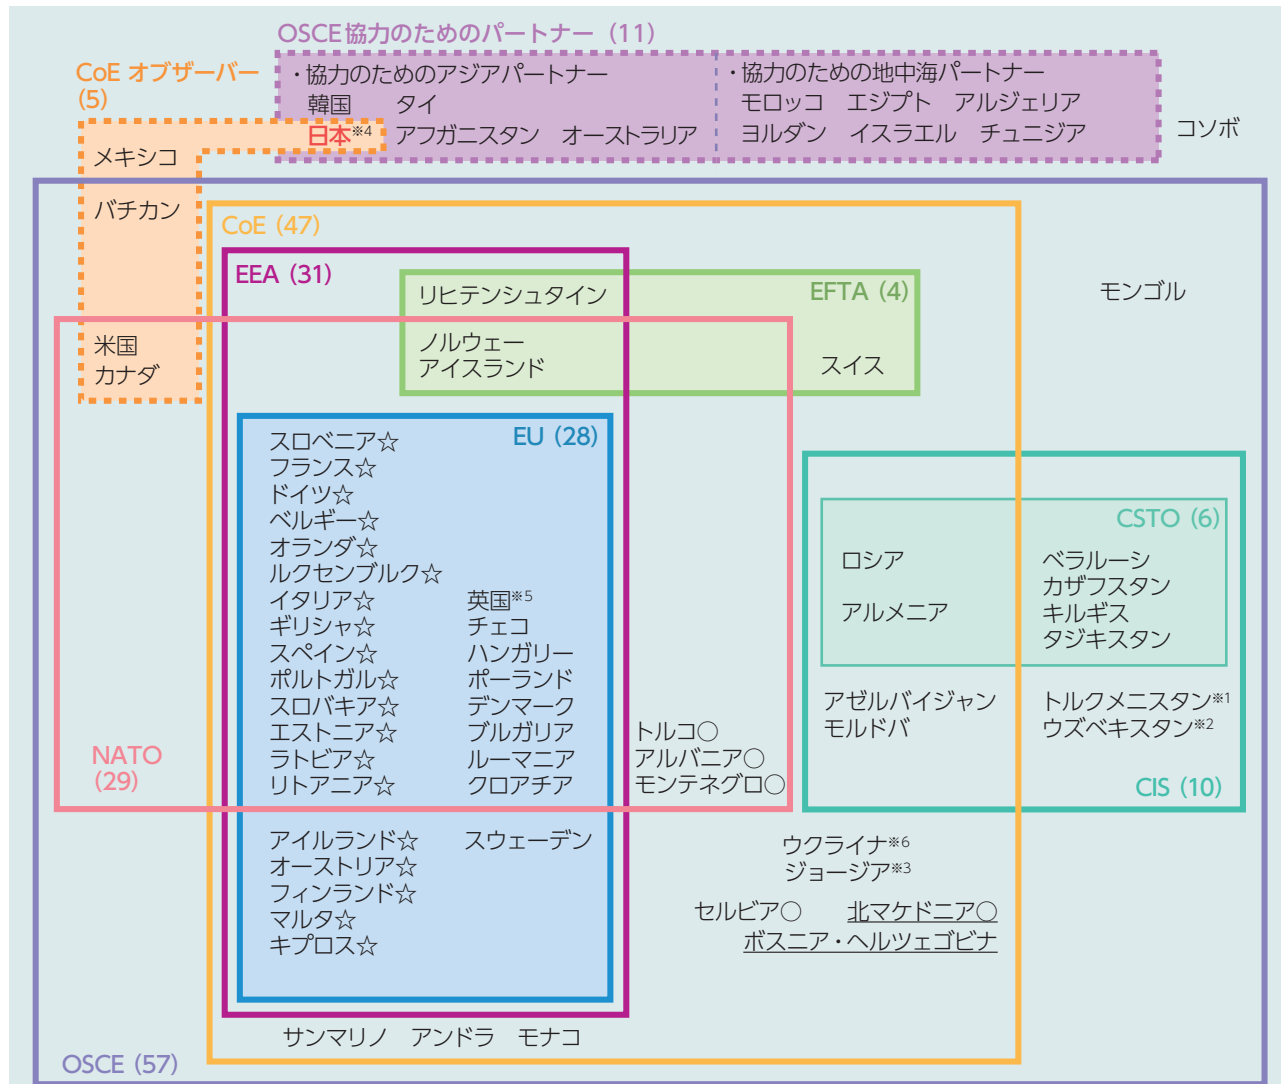 OSCE協力のためのパートナー（11）
CoE オブザーバー
（5）
・協力のためのアジアパートナー
韓国 タイ
日本※4 アフガニスタン オーストラリア
・協力のための地中海パートナー
モロッコ エジプト アルジェリア
ヨルダン イスラエル チュニジア
コソボ
メキシコ
バチカン
米国
カナダ
CoE（47）
EEA（31）
EFTA（4）
リヒテンシュタイン
ノルウェー
アイスランド
スイス
モンゴル
EU（28）
スロベニア☆
フランス☆
ドイツ☆
ベルギー☆
オランダ☆
ルクセンブルク☆
イタリア☆ 英国※5
ギリシャ☆ チェコ
スペイン☆ ハンガリー
ポルトガル☆ ポーランド
スロバキア☆ デンマーク
エストニア☆ ブルガリア
ラトビア☆ ルーマニア
リトアニア☆ クロアチア
NATO
（29）
トルコ○
アルバニア○
モンテネグロ○
CSTO（6）
ロシア
アルメニア
ベラルーシ
カザフスタン
キルギス
タジキスタン
アゼルバイジャン
モルドバ
トルクメニスタン※1
ウズベキスタン※2
CIS（10）
アイルランド☆ スウェーデン
オーストリア☆
フィンランド☆
マルタ☆
キプロス☆
ウクライナ※6
ジョージア※3
セルビア○ 北マケドニア○
ボスニア・ヘルツェゴビナ
サンマリノ アンドラ モナコ
OSCE（57）